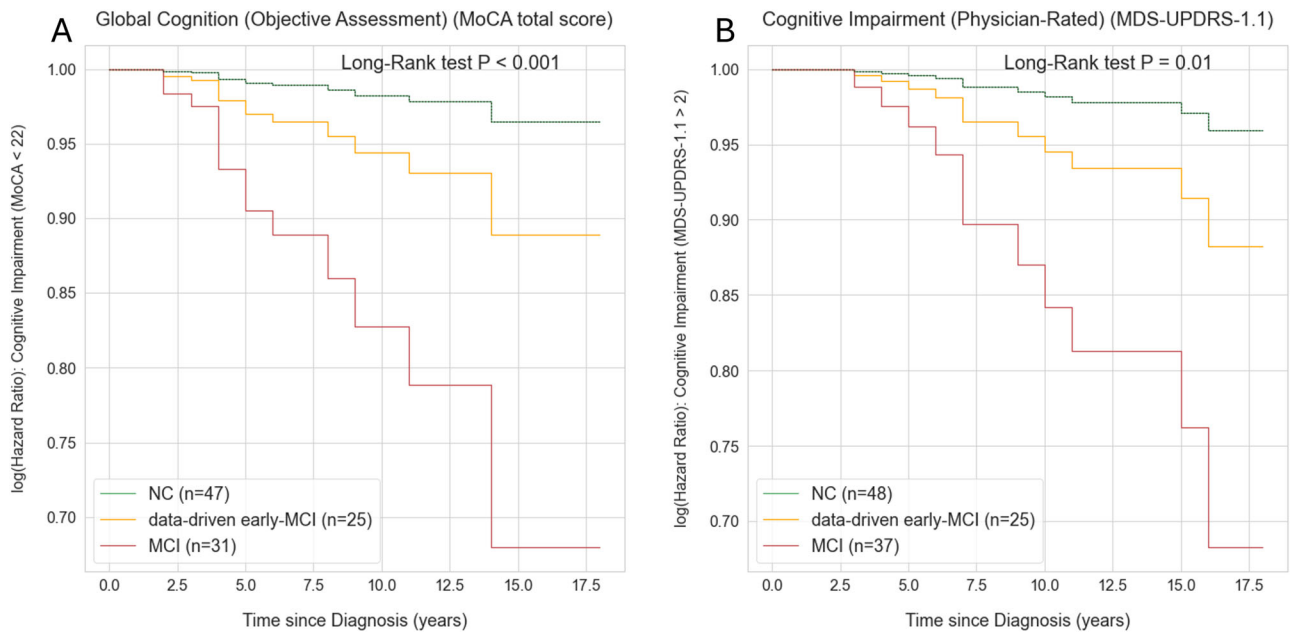 A
Global Cognition (Objective Assessment) (MoCA total score)
Long-Rank test P < 0.001
log(Hazard Ratio): Cognitive Impairment (MoCA < 22)
1.00
0.95
0.90
0.85
0.80
0.75
0.70
NC (n=47)
data-driven early-MCI (n=25)
MCI (n=31)
0.0 2.5 5.0 7.5 10.0 12.5 15.0 17.5
Time since Diagnosis (years)
B
Cognitive Impairment (Physician-Rated) (MDS-UPDRS-1.1)
Long-Rank test P = 0.01
log(Hazard Ratio): Cognitive Impairment (MDS-UPDRS-1.1 > 2)
1.00
0.95
0.90
0.85
0.80
0.75
0.70
NC (n=48)
data-driven early-MCI (n=25)
MCI (n=37)
0.0 2.5 5.0 7.5 10.0 12.5 15.0 17.5
Time since Diagnosis (years)